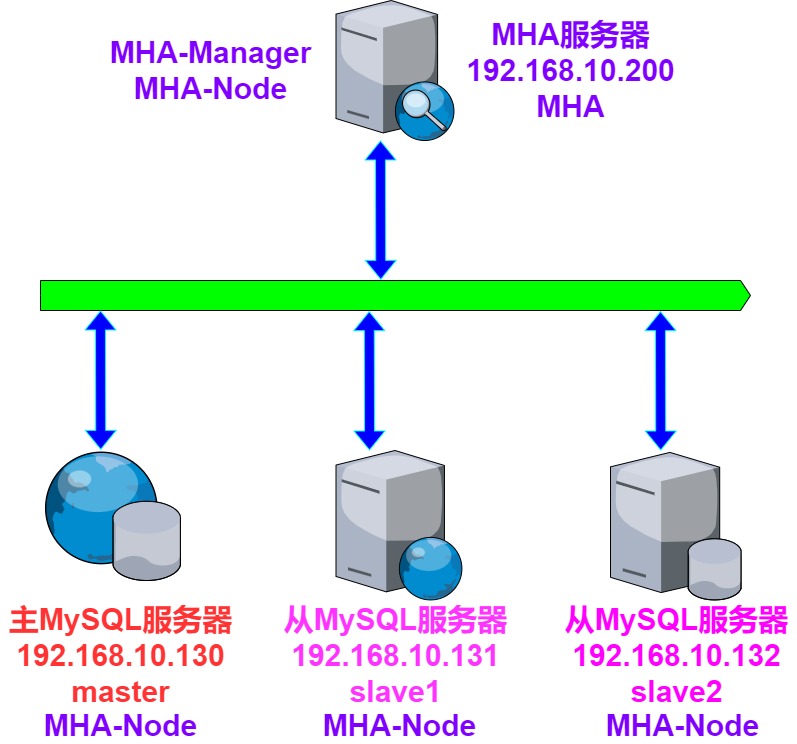 MHA-Manager
MHA-Node
MHA服务器
192.168.10.200
MHA
主MySQL服务器
192.168.10.130
master
MHA-Node
从MySQL服务器
192.168.10.131
slave1
MHA-Node
从MySQL服务器
192.168.10.132
slave2
MHA-Node